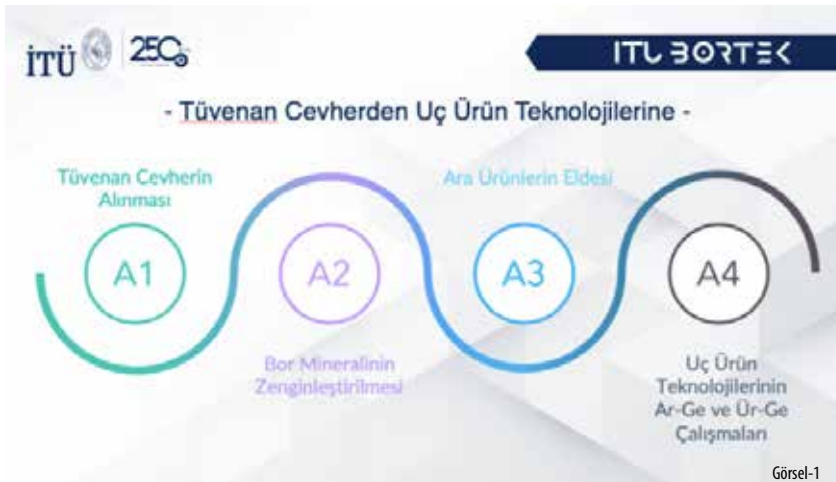 İTÜ 250
ITU BORTEK
- Tüvenan Cevherden Uç Ürün Teknolojilerine -
Tüvenan Cevherin
Alınması
Ara Ürünlerin Eldesi
A1
A2
A3
A4
Bor Mineralinin
Zenginleştirilmesi
Uç Ürün
Teknolojilerinin
Ar-Ge ve Ür-Ge
Çalışmaları
Görsel-1